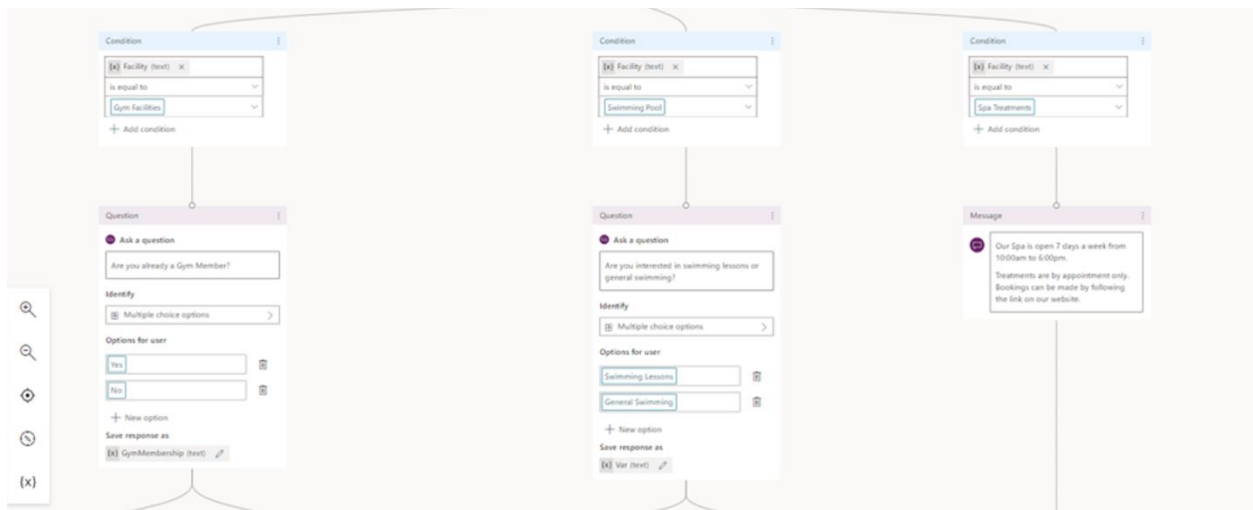 Condition
{x} Facility (text) ×
is equal to
Gym Facilities
+ Add condition
Question
Ask a question
Are you already a Gym Member?
Identify
Multiple choice options
Options for user
Yes
No
+ New option
Save response as
{x} GymMembership (text)
Condition
{x} Facility (text) ×
is equal to
Swimming Pool
+ Add condition
Question
Ask a question
Are you interested in swimming lessons or
general swimming?
Identify
Multiple choice options
Options for user
Swimming Lessons
General Swimming
+ New option
Save response as
{x} Var (text)
Condition
{x} Facility (text) ×
is equal to
Spa Treatments
+ Add condition
Message
Our Spa is open 7 days a week from
10:00am to 6:00pm.
Treatments are by appointment only.
Bookings can be made by following
the link on our website.
{x}